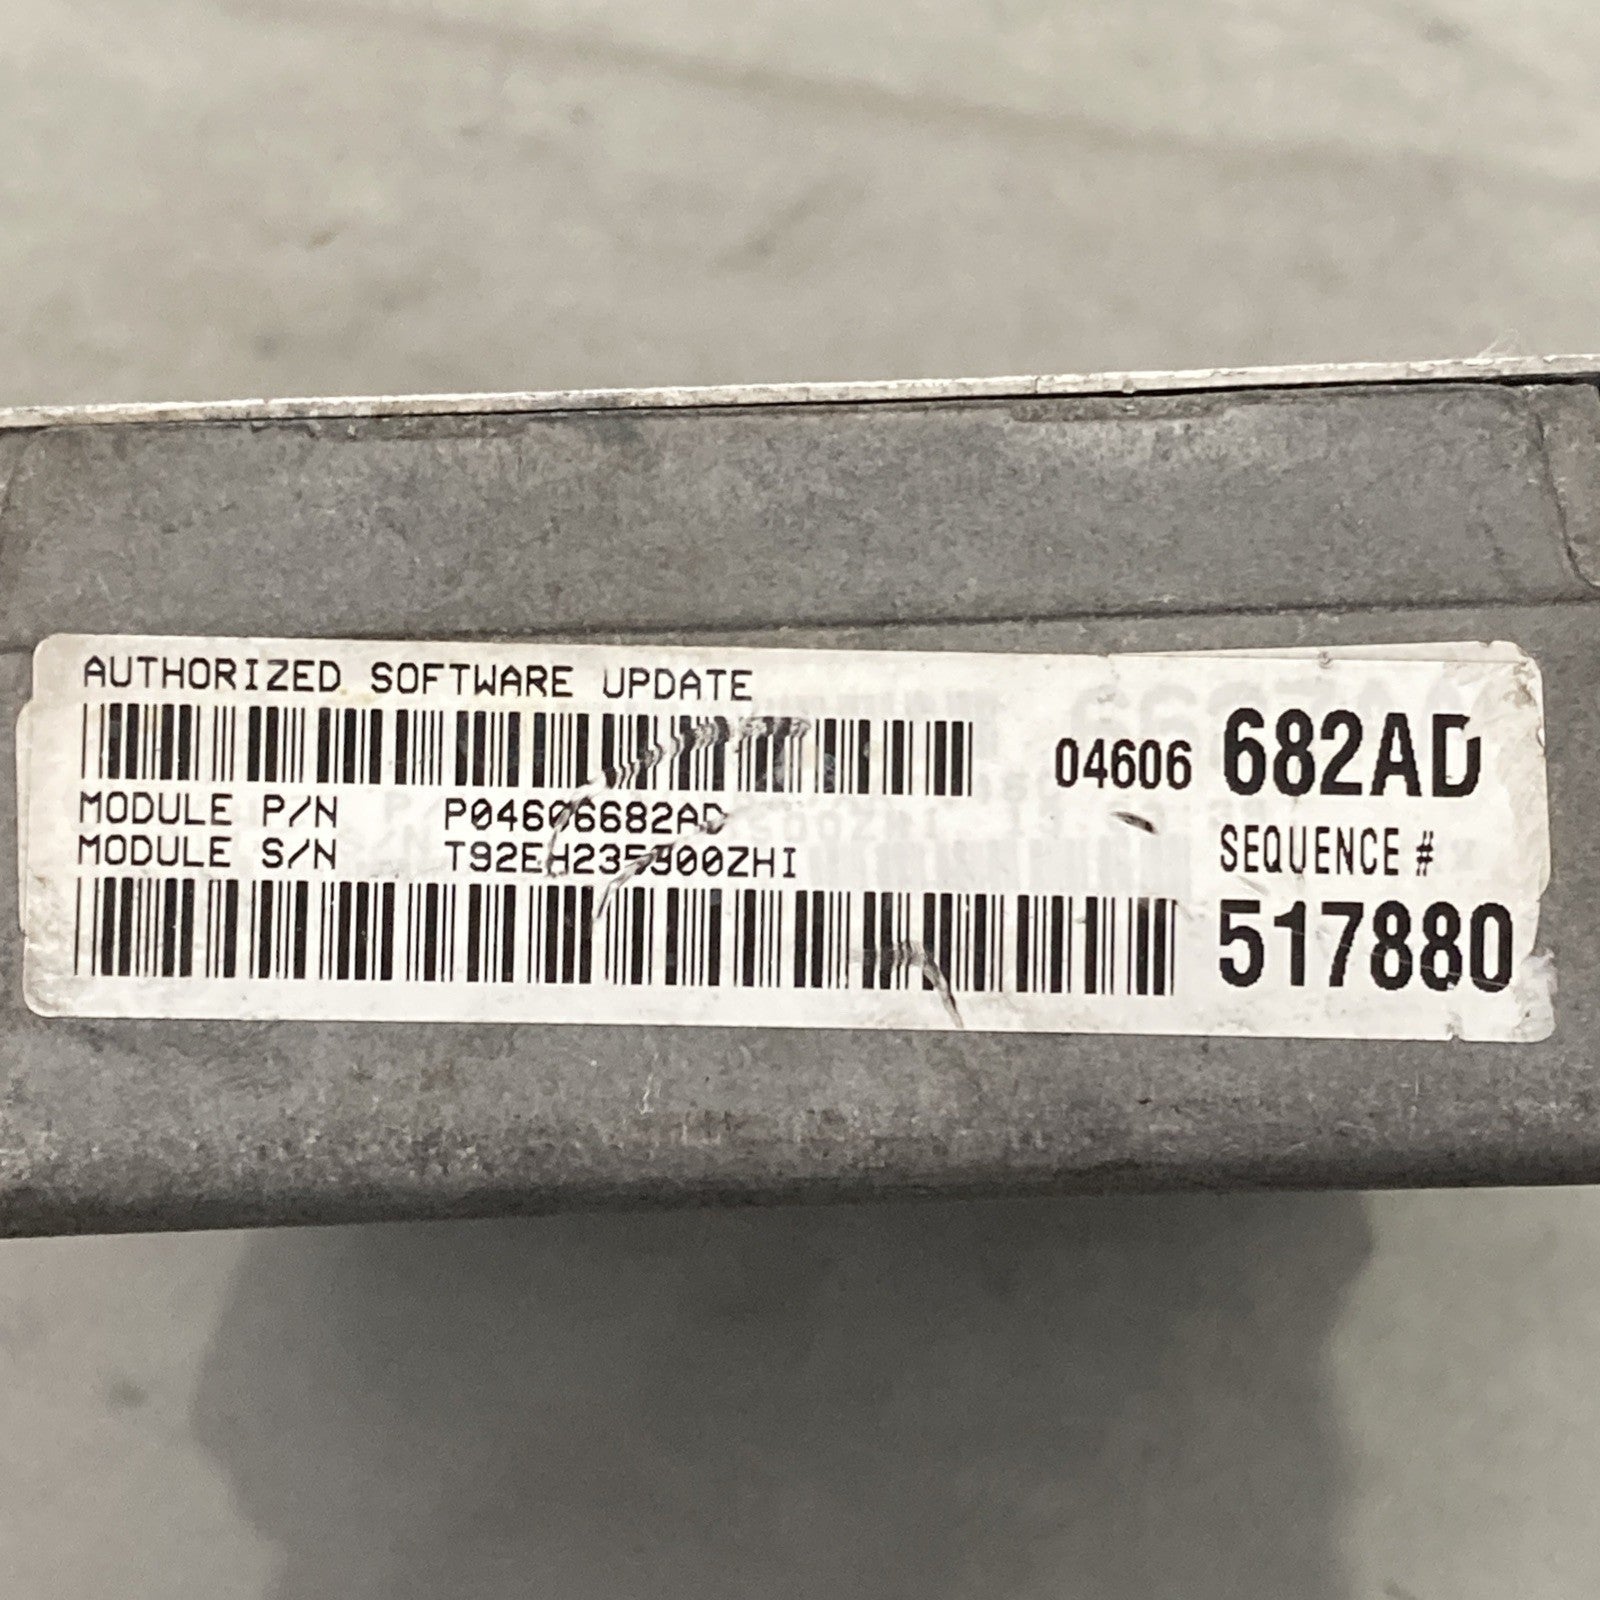 AUTHORIZED SOFTWARE UPDATE
04606 682AD
MODULE P/N P04606682AD
MODULE S/N
SEQUENCE #
517880